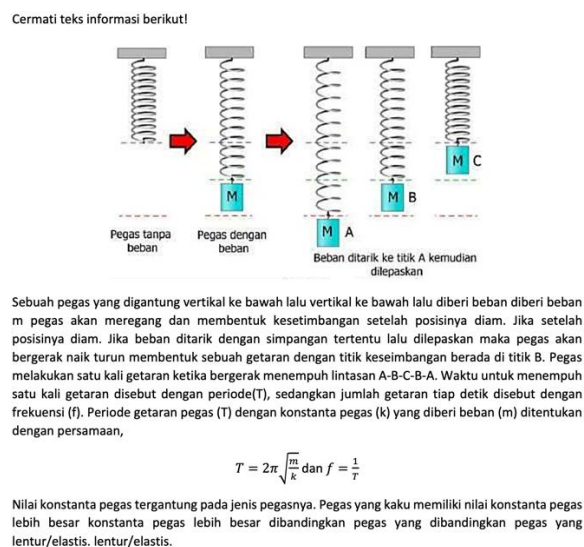 Cermati teks informasi berikut!
M C
M
M B
M A
Pegas tanpa beban
Pegas dengan beban
Beban ditarik ke titik A kemudian dilepaskan
Sebuah pegas yang digantung vertikal ke bawah lalu vertikal ke bawah lalu diberi beban diberi beban
m pegas akan meregang dan membentuk kesetimbangan setelah posisinya diam. Jika setelah
posisinya diam. Jika beban ditarik dengan simpangan tertentu lalu dilepaskan maka pegas akan
bergerak naik turun membentuk sebuah getaran dengan titik keseimbangan berada di titik B. Pegas
melakukan satu kali getaran ketika bergerak menempuh lintasan A-B-C-B-A. Waktu untuk menempuh
satu kali getaran disebut dengan periode(T), sedangkan jumlah getaran tiap detik disebut dengan
frekuensi (f). Periode getaran pegas (T) dengan konstanta pegas (k) yang diberi beban (m) ditentukan
dengan persamaan,
T = 2π√(m/k) dan f = 1/T
Nilai konstanta pegas tergantung pada jenis pegasnya. Pegas yang kaku memiliki nilai konstanta pegas
lebih besar konstanta pegas lebih besar dibandingkan pegas yang dibandingkan pegas yang
lentur/elastis. lentur/elastis.